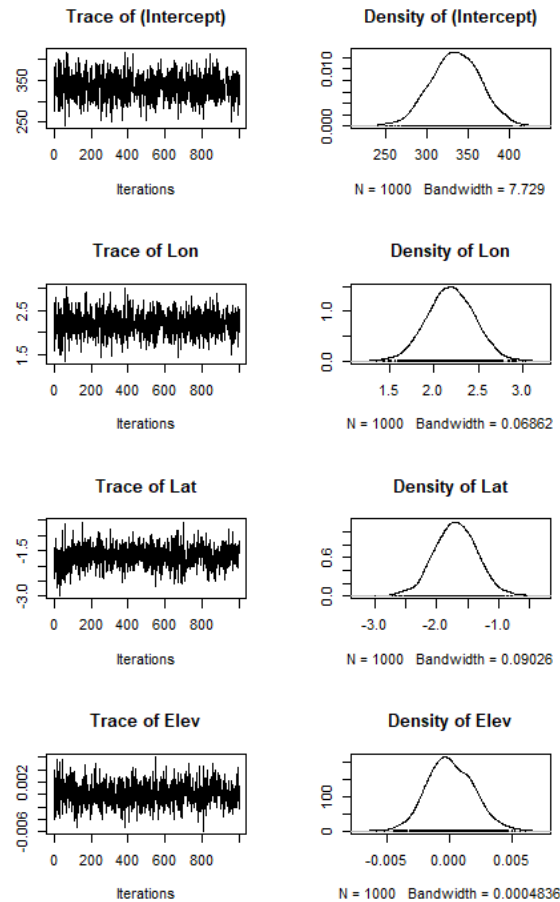 Trace of (Intercept)
Density of (Intercept)
250 350
0 200 400 600 800
Iterations
0.000 0.010
250 300 350 400
N = 1000 Bandwidth = 7.729
Trace of Lon
Density of Lon
1.5 2.5
0 200 400 600 800
Iterations
0.0 1.0
1.5 2.0 2.5 3.0
N = 1000 Bandwidth = 0.06862
Trace of Lat
Density of Lat
-3.0 -1.5
0 200 400 600 800
Iterations
0.0 0.6
-3.0 -2.0 -1.0
N = 1000 Bandwidth = 0.09026
Trace of Elev
Density of Elev
-0.006 0.002
0 200 400 600 800
Iterations
0 100
-0.005 0.000 0.005
N = 1000 Bandwidth = 0.0004836